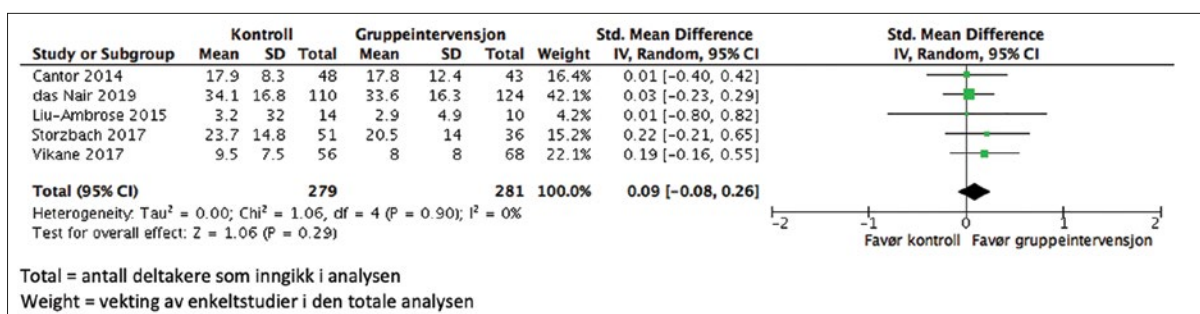 Kontroll Gruppeintervensjon Std. Mean Difference Std. Mean Difference
Study or Subgroup Mean SD Total Mean SD Total Weight IV, Random, 95% CI IV, Random, 95% CI
Cantor 2014 17.9 8.3 48 17.8 12.4 43 16.4% 0.01 [-0.40, 0.42]
das Nair 2019 34.1 16.8 110 33.6 16.3 124 42.1% 0.03 [-0.23, 0.29]
Liu-Ambrose 2015 3.2 32 14 2.9 4.9 10 4.2% 0.01 [-0.80, 0.82]
Storzbach 2017 23.7 14.8 51 20.5 14 36 15.2% 0.22 [-0.21, 0.65]
Vikane 2017 9.5 7.5 56 8 8 68 22.1% 0.19 [-0.16, 0.55]
Total (95% CI) 279 281 100.0% 0.09 [-0.08, 0.26]
Heterogeneity: Tau² = 0.00; Chi² = 1.06, df = 4 (P = 0.90); I² = 0%
Test for overall effect: Z = 1.06 (P = 0.29)
-2 -1 0 1 2
Favør kontroll Favør gruppeintervensjon
Total = antall deltakere som inngikk i analysen
Weight = vekting av enkeltstudier i den totale analysen